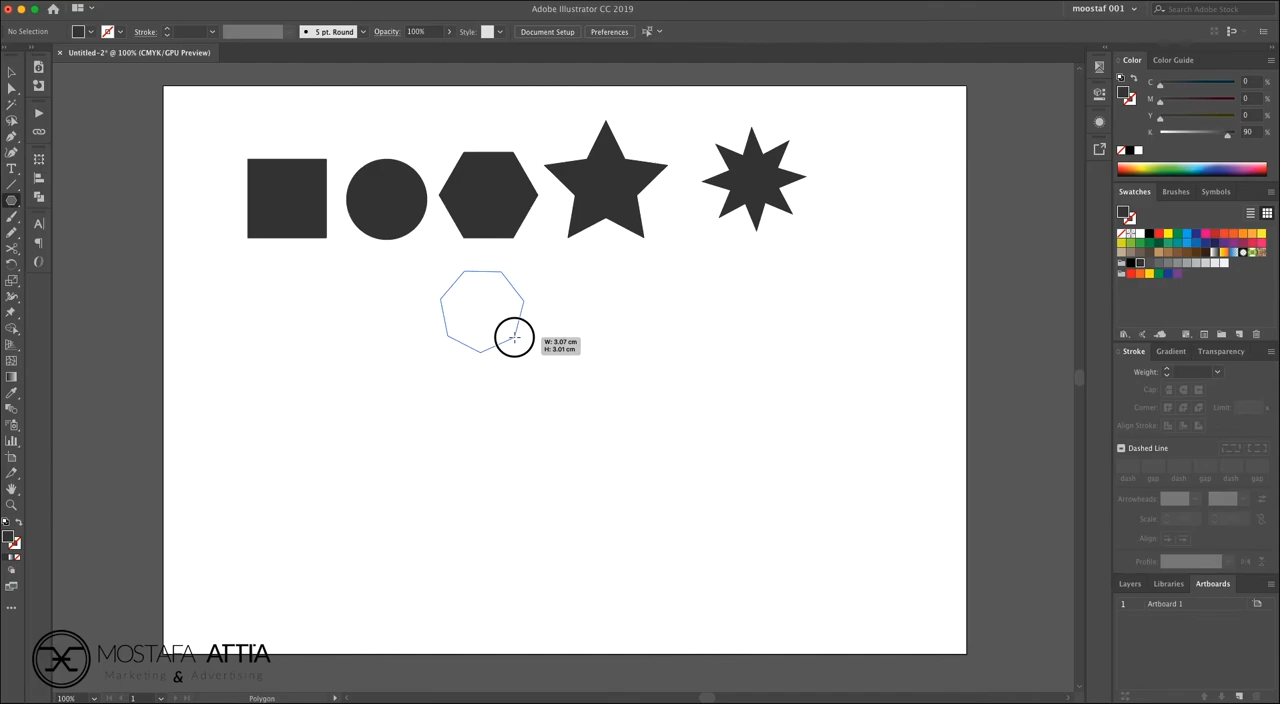 Adobe Illustrator CC 2019
moostaf 001
Search Adobe Stock
No Selection
Stroke:
5 pt. Round
Opacity:
100%
Style:
Document Setup
Preferences
× Untitled-2* @ 100% (CMYK/GPU Preview)
Color
Color Guide
C 0 %
M 0 %
Y 0 %
K 90 %
Swatches
Brushes
Symbols
W: 3.07 cm
H: 3.01 cm
Stroke
Gradient
Transparency
Weight:
Cap:
Corner:
Limit:
Align Stroke:
Dashed Line
dash gap dash gap dash gap
Arrowheads:
Scale:
Align:
Profile:
Layers
Libraries
Artboards
1 Artboard 1
MOSTAFA ATTIA
Marketing & Advertising
100%
1
Polygon